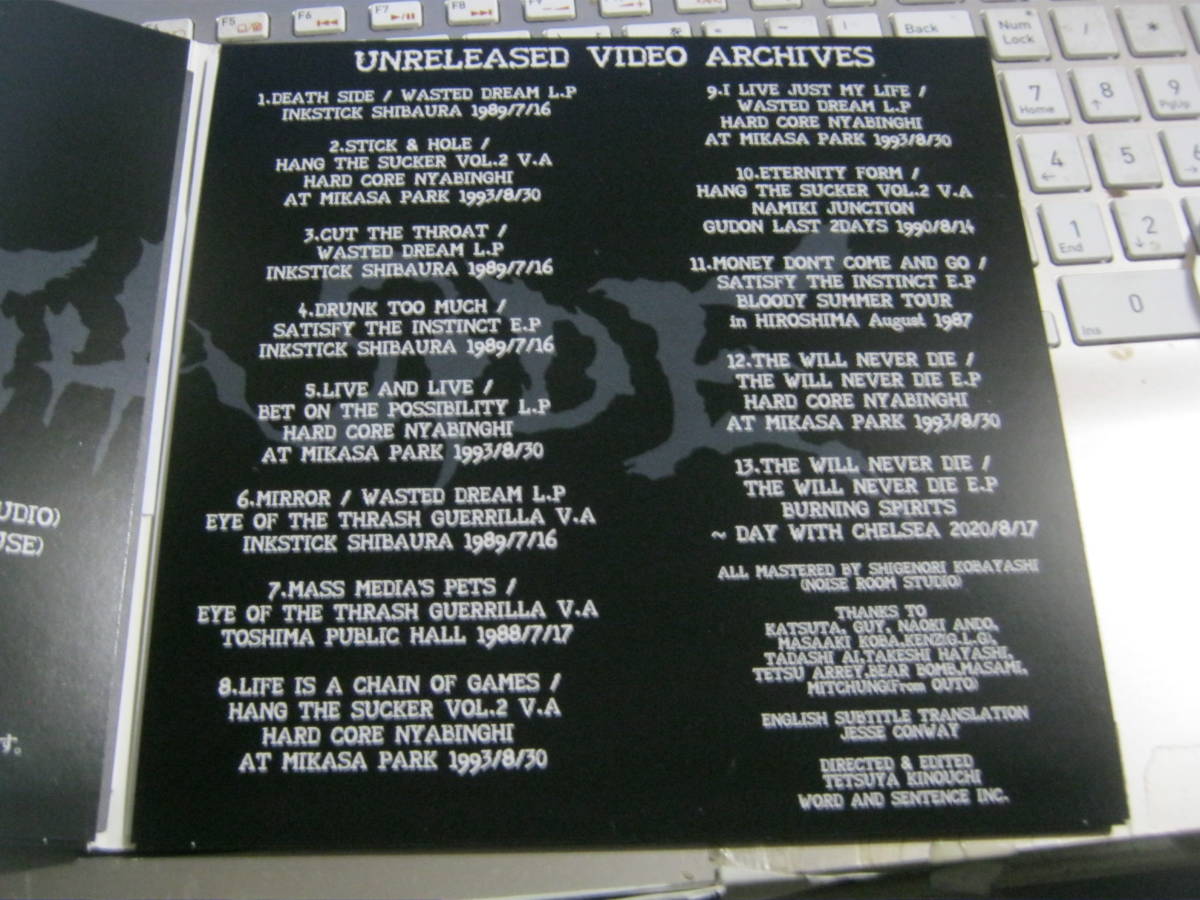 UNRELEASED VIDEO ARCHIVES
1.DEATH SIDE / WASTED DREAM L.P
INKSTICK SHIBAURA 1989/7/16
2.STICK & HOLE /
HANG THE SUCKER VOL.2 V.A
HARD CORE NYABINGHI
AT MIKASA PARK 1993/8/30
3.CUT THE THROAT /
WASTED DREAM L.P
INKSTICK SHIBAURA 1989/7/16
4.DRUNK TOO MUCH /
SATISFY THE INSTINCT E.P
INKSTICK SHIBAURA 1989/7/16
5.LIVE AND LIVE /
BET ON THE POSSIBILITY L.P
HARD CORE NYABINGHI
AT MIKASA PARK 1993/8/30
6.MIRROR / WASTED DREAM L.P
EYE OF THE THRASH GUERRILLA V.A
INKSTICK SHIBAURA 1989/7/16
7.MASS MEDIA'S PETS /
EYE OF THE THRASH GUERRILLA V.A
TOSHIMA PUBLIC HALL 1988/7/17
8.LIFE IS A CHAIN OF GAMES /
HANG THE SUCKER VOL.2 V.A
HARD CORE NYABINGHI
AT MIKASA PARK 1993/8/30
9.I LIVE JUST MY LIFE /
WASTED DREAM L.P
HARD CORE NYABINGHI
AT MIKASA PARK 1993/8/30
10.ETERNITY FORM /
HANG THE SUCKER VOL.2 V.A
NAMIKI JUNCTION
GUDON LAST 2DAYS 1990/8/14
11.MONEY DON'T COME AND GO /
SATISFY THE INSTINCT E.P
BLOODY SUMMER TOUR
in HIROSHIMA August 1987
12.THE WILL NEVER DIE /
THE WILL NEVER DIE E.P
HARD CORE NYABINGHI
AT MIKASA PARK 1993/8/30
13.THE WILL NEVER DIE /
THE WILL NEVER DIE E.P
BURNING SPIRITS
~ DAY WITH CHELSEA 2020/8/17
ALL MASTERED BY SHIGENORI KOBAYASHI
(NOISE ROOM STUDIO)
THANKS TO
KATSUTA, GUY, NAOKI ANDO,
MASAAKI KOBA,KENZI(G.I.G),
TADASHI AI,TAKESHI HAYASHI,
TETSU ARREY,BEAR BOMB,MASAMI,
MITCHUNG(From OUTO)
ENGLISH SUBTITLE TRANSLATION
JESSE CONWAY
DIRECTED & EDITED
TETSUYA KINOUCHI
WORD AND SENTENCE INC.
UDIO)
USE)
す。
F5
F6
F7
F8
F9
Back
Num
Lock
/
*
7
Home
8
9
PgUp
4
5
1
End
2
0
Ins